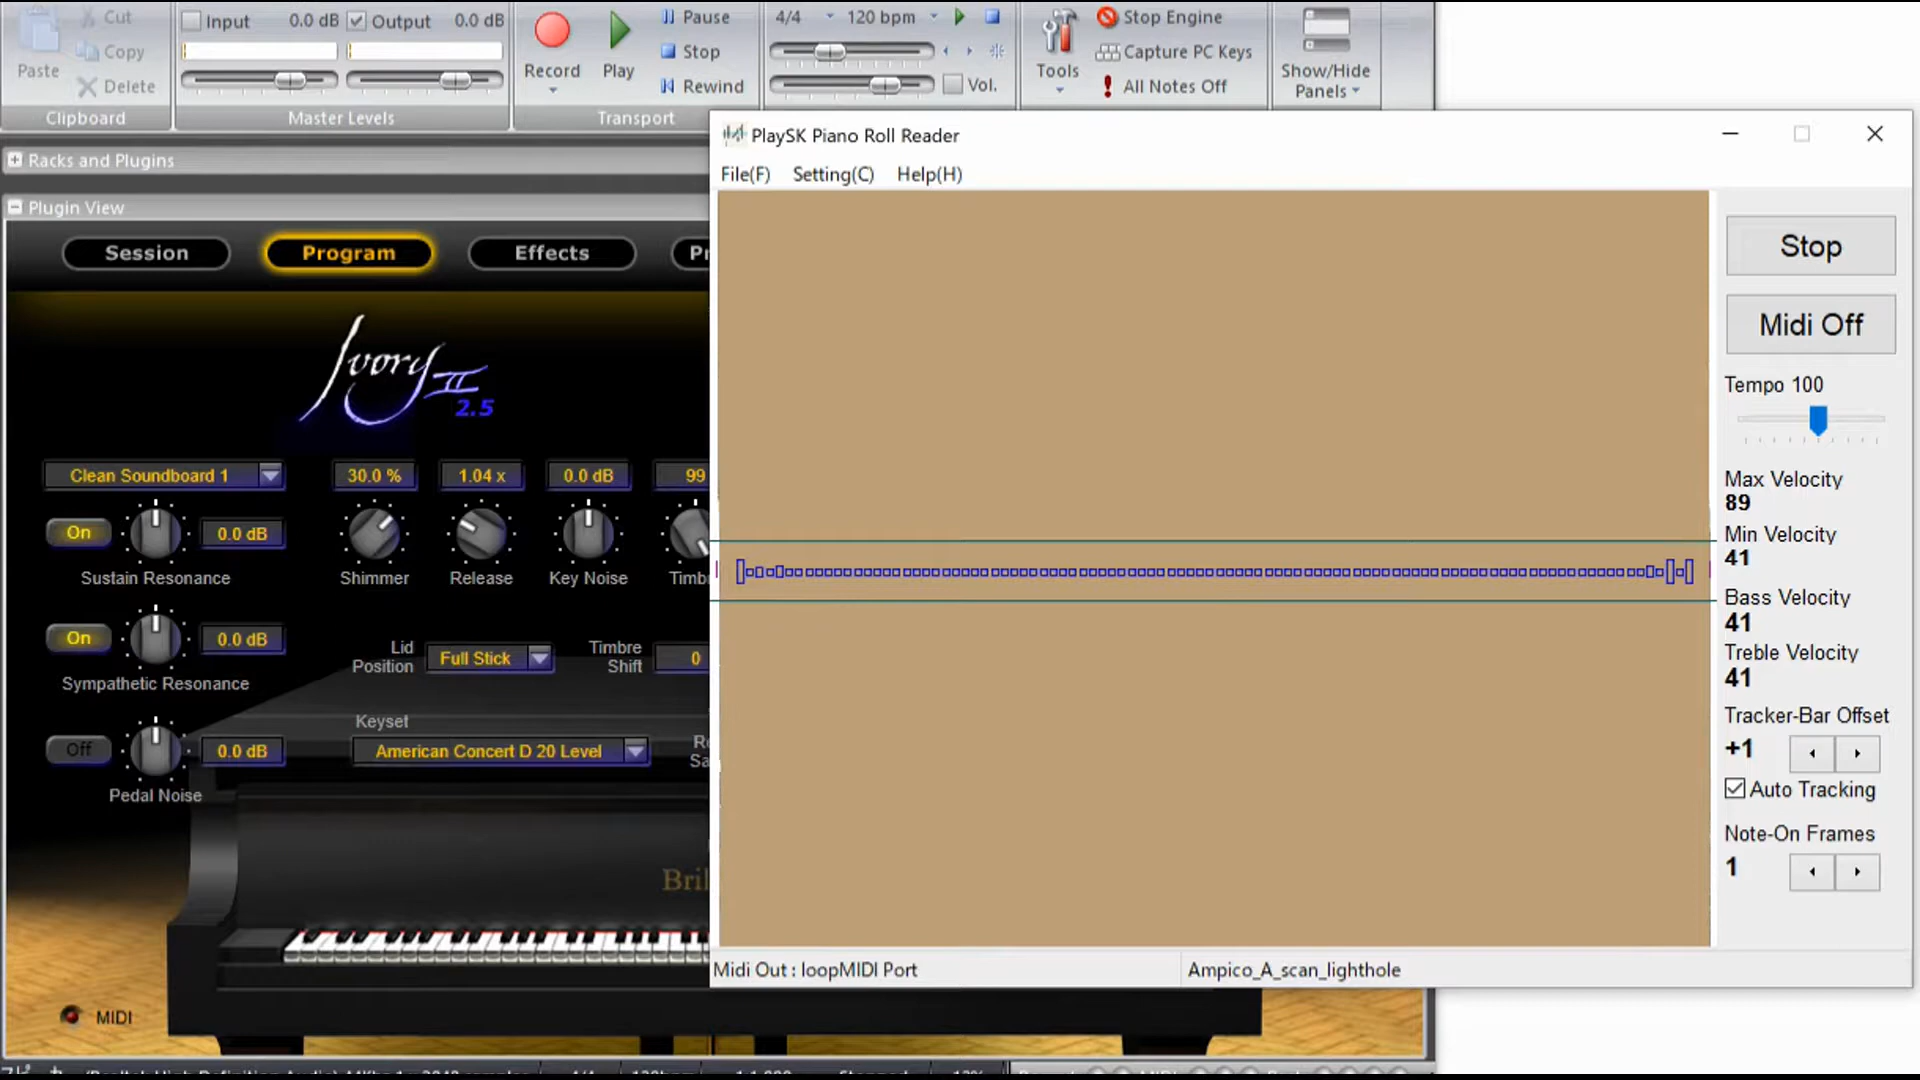 Cut
Copy
Delete
Paste
Clipboard
Input 0.0 dB
Output 0.0 dB
Master Levels
Record
Play
Pause
Stop
Rewind
Transport
4/4 120 bpm
Vol.
Tools
Stop Engine
Capture PC Keys
All Notes Off
Show/Hide
Panels
Racks and Plugins
Plugin View
Session
Program
Effects
Ivory II
2.5
Clean Soundboard 1
30.0 %
1.04 x
0.0 dB
99
On
0.0 dB
Sustain Resonance
Shimmer
Release
Key Noise
On
0.0 dB
Sympathetic Resonance
Lid
Position
Full Stick
Timbre
Shift
0
Off
0.0 dB
Pedal Noise
Keyset
American Concert D 20 Level
MIDI
PlaySK Piano Roll Reader
File(F) Setting(C) Help(H)
Stop
Midi Off
Tempo 100
Max Velocity
89
Min Velocity
41
Bass Velocity
41
Treble Velocity
41
Tracker-Bar Offset
+1
Auto Tracking
Note-On Frames
1
Midi Out : loopMIDI Port
Ampico_A_scan_lighthole